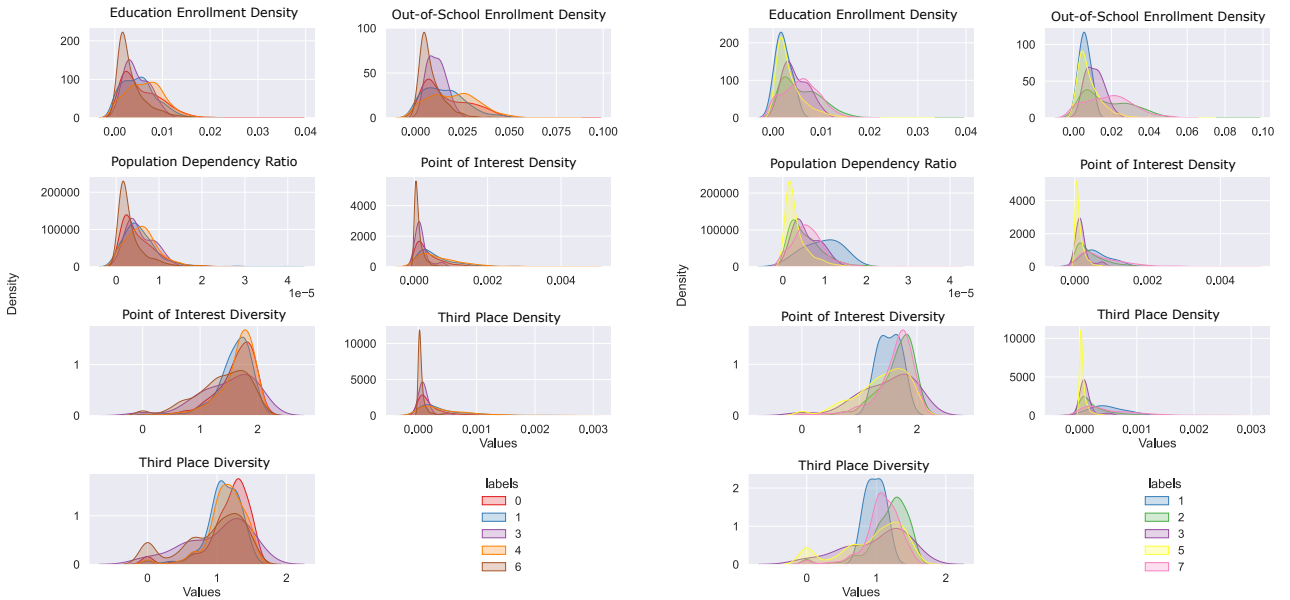 Education Enrollment Density
Out-of-School Enrollment Density
Education Enrollment Density
Out-of-School Enrollment Density
200
100
0
0.00 0.01 0.02 0.03 0.04
100
50
0
0.000 0.025 0.050 0.075 0.100
200
100
0
0.00 0.01 0.02 0.03 0.04
100
50
0
0.00 0.02 0.04 0.06 0.08 0.10
Population Dependency Ratio
Point of Interest Density
Population Dependency Ratio
Point of Interest Density
200000
100000
0
0 1 2 3 4
1e−5
4000
2000
0
0.000 0.002 0.004
200000
100000
0
0 1 2 3 4
1e−5
4000
2000
0
0.000 0.002 0.004
Density
Density
Point of Interest Diversity
Third Place Density
Point of Interest Diversity
Third Place Density
1
0
0 1 2
10000
5000
0
0.000 0.001 0.002 0.003
Values
1
0
0 1 2
10000
5000
0
0.000 0.001 0.002 0.003
Values
Third Place Diversity
Third Place Diversity
1
0
0 1 2
Values
labels
0
1
3
4
6
2
1
0
0 1 2
Values
labels
1
2
3
5
7